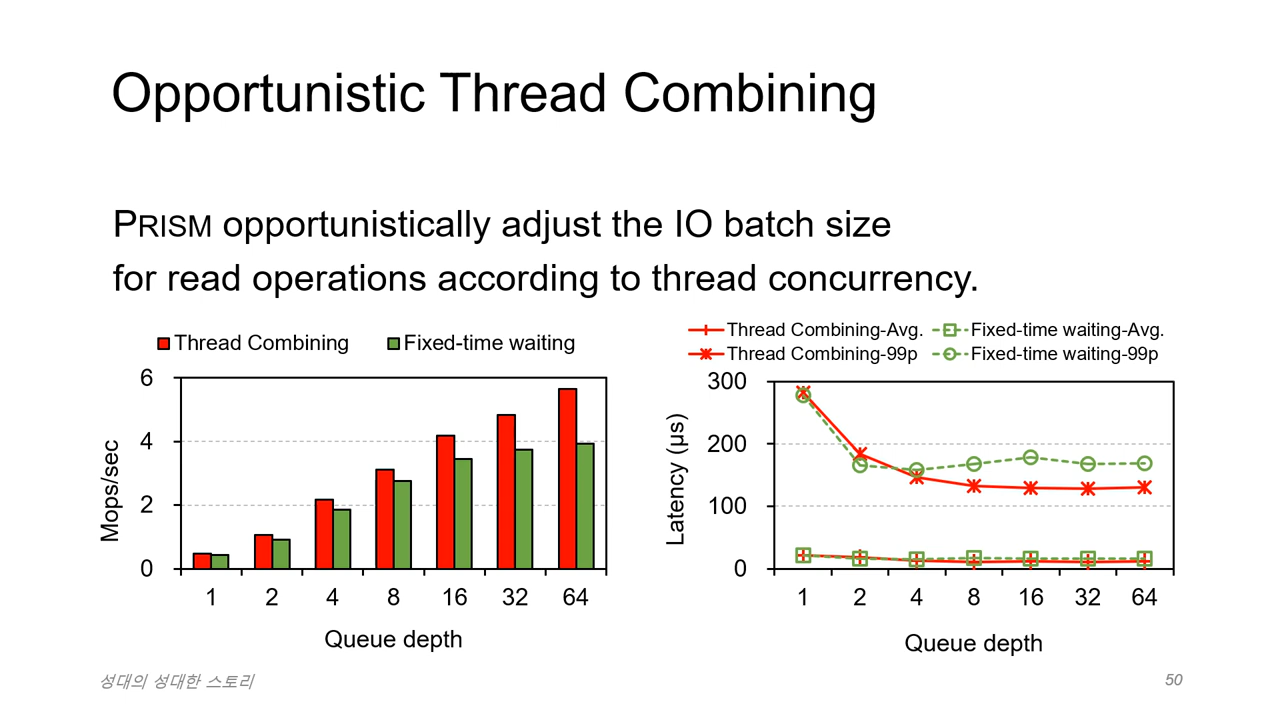 Opportunistic Thread Combining
PRISM opportunistically adjust the IO batch size
for read operations according to thread concurrency.
Thread Combining Fixed-time waiting
6
4
2
0
Mops/sec
1 2 4 8 16 32 64
Queue depth
Thread Combining-Avg. Fixed-time waiting-Avg.
Thread Combining-99p Fixed-time waiting-99p
300
200
100
0
Latency (μs)
1 2 4 8 16 32 64
Queue depth
성대의 성대한 스토리
50